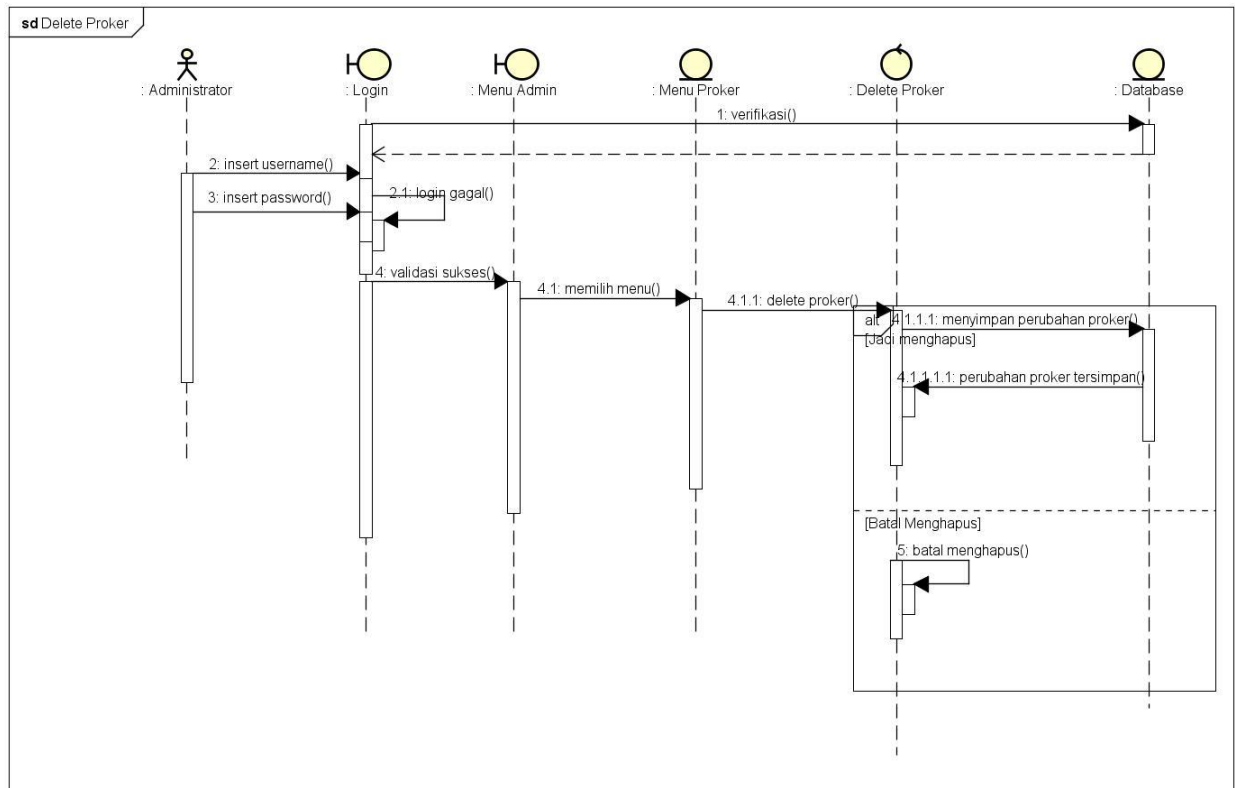 sd Delete Proker
: Administrator
: Login
: Menu Admin
: Menu Proker
: Delete Proker
: Database
1: verifikasi()
2: insert username()
2.1: login gagal()
3: insert password()
4: validasi sukses()
4.1: memilih menu()
4.1.1: delete proker()
alt
4.1.1.1: menyimpan perubahan proker()
[Jadi menghapus]
4.1.1.1.1: perubahan proker tersimpan()
[Batal Menghapus]
5: batal menghapus()